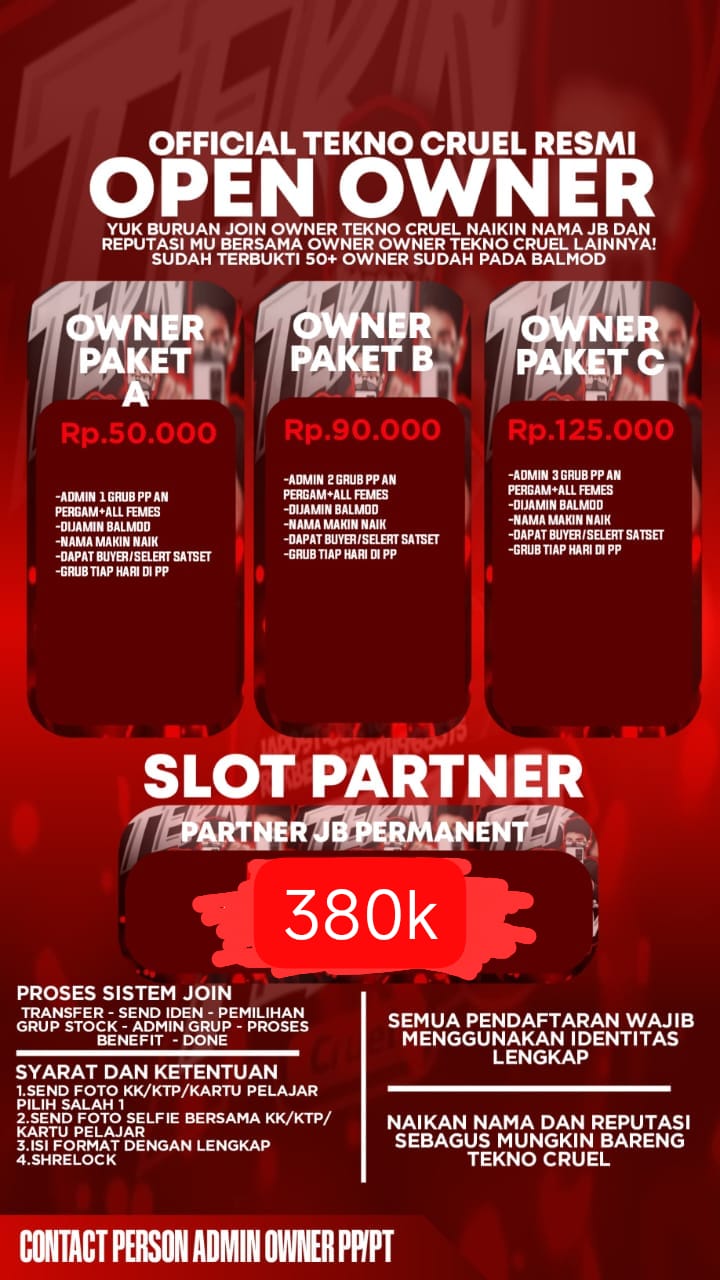 OFFICIAL TEKNO CRUEL RESMI
OPEN OWNER
YUK BURUAN JOIN OWNER TEKNO CRUEL NAIKIN NAMA JB DAN
REPUTASI MU BERSAMA OWNER OWNER TEKNO CRUEL LAINNYA!
SUDAH TERBUKTI 50+ OWNER SUDAH PADA BALMOD
OWNER
PAKET
A
Rp.50.000
-ADMIN 1 GRUB PP AN
PERGAM+ALL FEMES
-DIJAMIN BALMOD
-NAMA MAKIN NAIK
-DAPAT BUYER/SELERT SATSET
-GRUB TIAP HARI DI PP
OWNER
PAKET B
Rp.90.000
-ADMIN 2 GRUB PP AN
PERGAM+ALL FEMES
-DIJAMIN BALMOD
-NAMA MAKIN NAIK
-DAPAT BUYER/SELERT SATSET
-GRUB TIAP HARI DI PP
OWNER
PAKET C
Rp.125.000
-ADMIN 3 GRUB PP AN
PERGAM+ALL FEMES
-DIJAMIN BALMOD
-NAMA MAKIN NAIK
-DAPAT BUYER/SELERT SATSET
-GRUB TIAP HARI DI PP
SLOT PARTNER
PARTNER JB PERMANENT
380k
PROSES SISTEM JOIN
TRANSFER - SEND IDEN - PEMILIHAN
GRUP STOCK - ADMIN GRUP - PROSES
BENEFIT - DONE
SYARAT DAN KETENTUAN
1.SEND FOTO KK/KTP/KARTU PELAJAR
PILIH SALAH 1
2.SEND FOTO SELFIE BERSAMA KK/KTP/
KARTU PELAJAR
3.ISI FORMAT DENGAN LENGKAP
4.SHRELOCK
SEMUA PENDAFTARAN WAJIB
MENGGUNAKAN IDENTITAS
LENGKAP
NAIKAN NAMA DAN REPUTASI
SEBAGUS MUNGKIN BARENG
TEKNO CRUEL
CONTACT PERSON ADMIN OWNER PP/PT